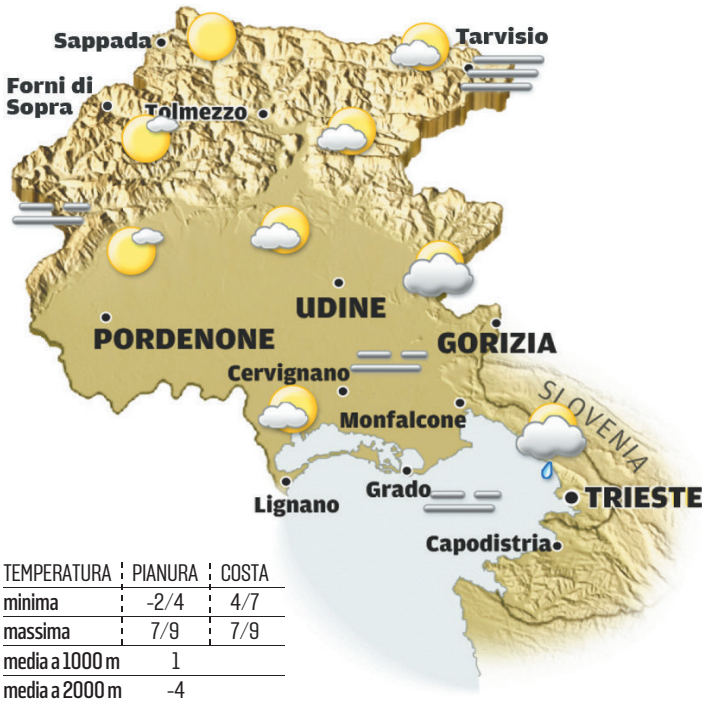 Sappada
Tarvisio
Forni di
Sopra
Tolmezzo
UDINE
PORDENONE
GORIZIA
Cervignano
SLOVENIA
Monfalcone
Grado
TRIESTE
Lignano
Capodistria
TEMPERATURA PIANURA COSTA
minima -2/4 4/7
massima 7/9 7/9
media a 1000 m 1
media a 2000 m -4